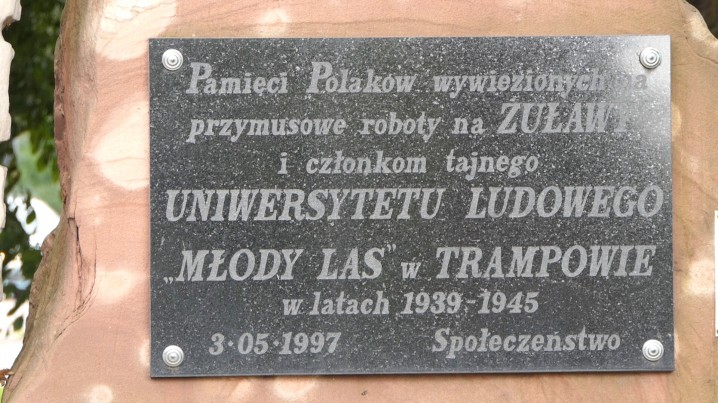 Pamięci Polaków wywiezionych na
przymusowe roboty na ŻUŁAWY
i członkom tajnego
UNIWERSYTETU LUDOWEGO
„MŁODY LAS” w TRAMPOWIE
w latach 1939-1945
3·05·1997 Społeczeństwo